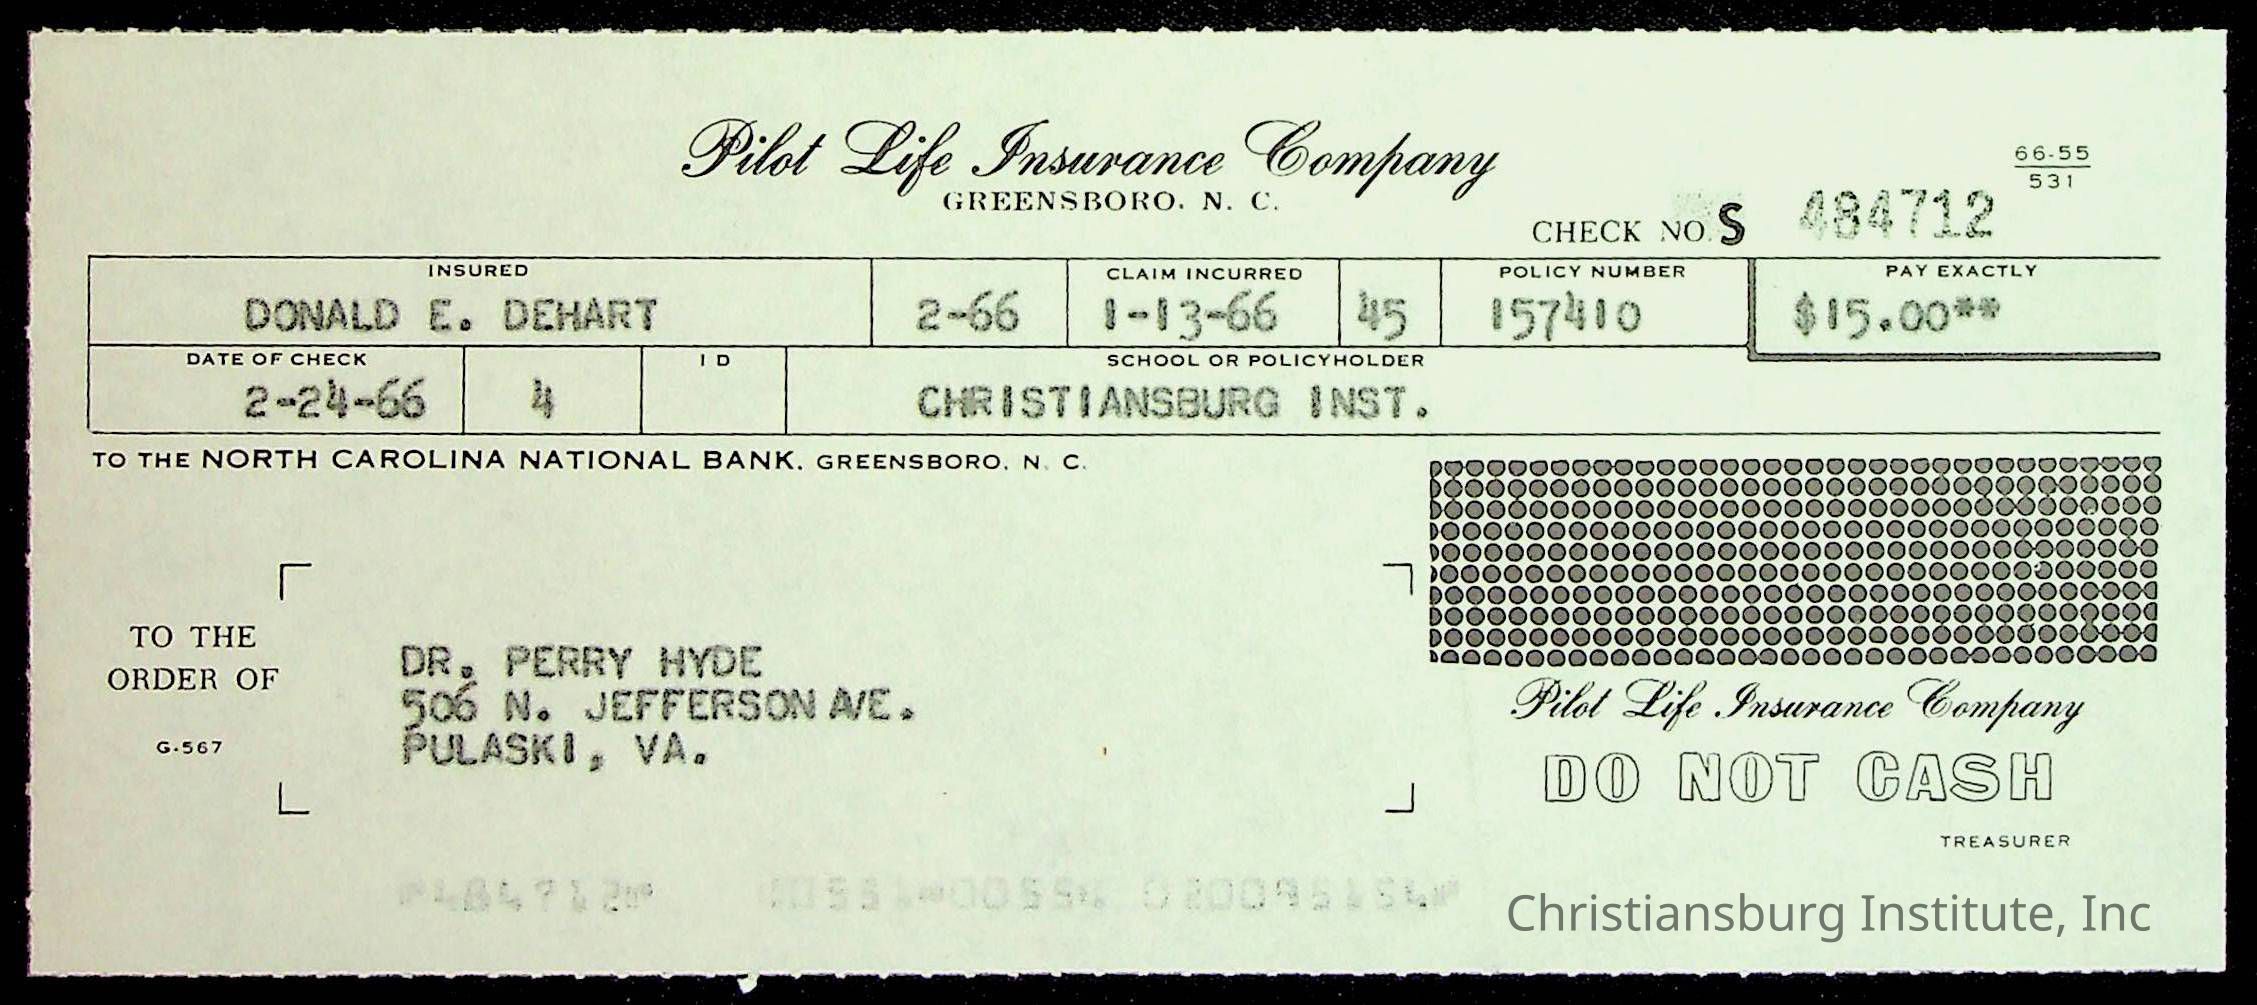 Pilot Life Insurance Company
GREENSBORO, N. C.
66-55
531
CHECK NO. S 484712
INSURED
CLAIM INCURRED
POLICY NUMBER
PAY EXACTLY
DONALD E. DEHART 2-66 1-13-66 45 157410 $15.00**
DATE OF CHECK
I D
SCHOOL OR POLICYHOLDER
2-24-66 4 CHRISTIANSBURG INST.
TO THE NORTH CAROLINA NATIONAL BANK, GREENSBORO, N. C.
TO THE
ORDER OF
DR. PERRY HYDE
506 N. JEFFERSON AVE.
PULASKI, VA.
G-567
Pilot Life Insurance Company
DO NOT CASH
TREASURER
Christiansburg Institute, Inc